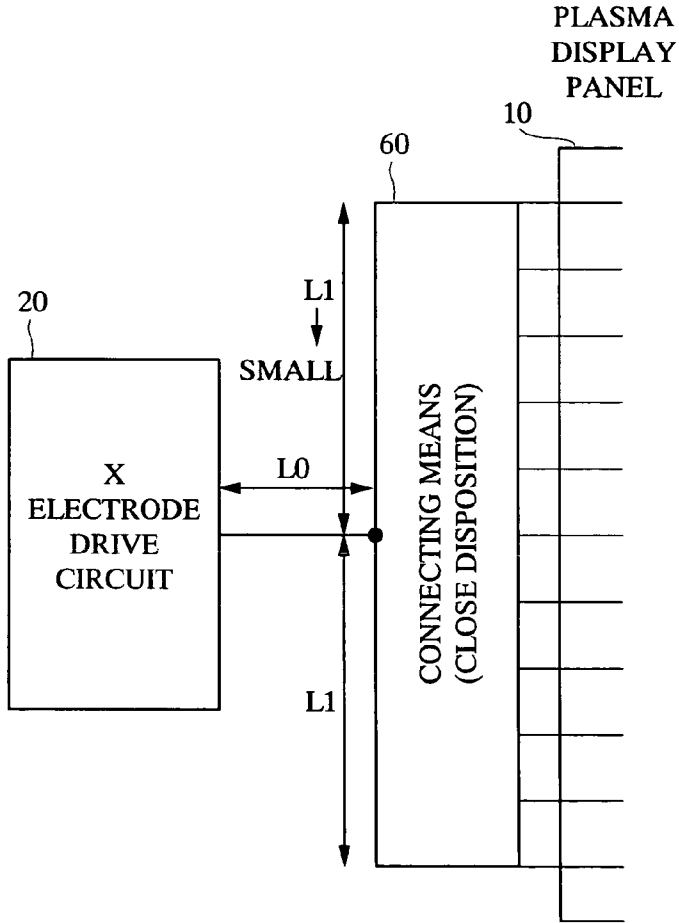 PLASMA
DISPLAY
PANEL
10
60
20
L1
SMALL
L0
X
ELECTRODE
DRIVE
CIRCUIT
CONNECTING MEANS
(CLOSE DISPOSITION)
L1